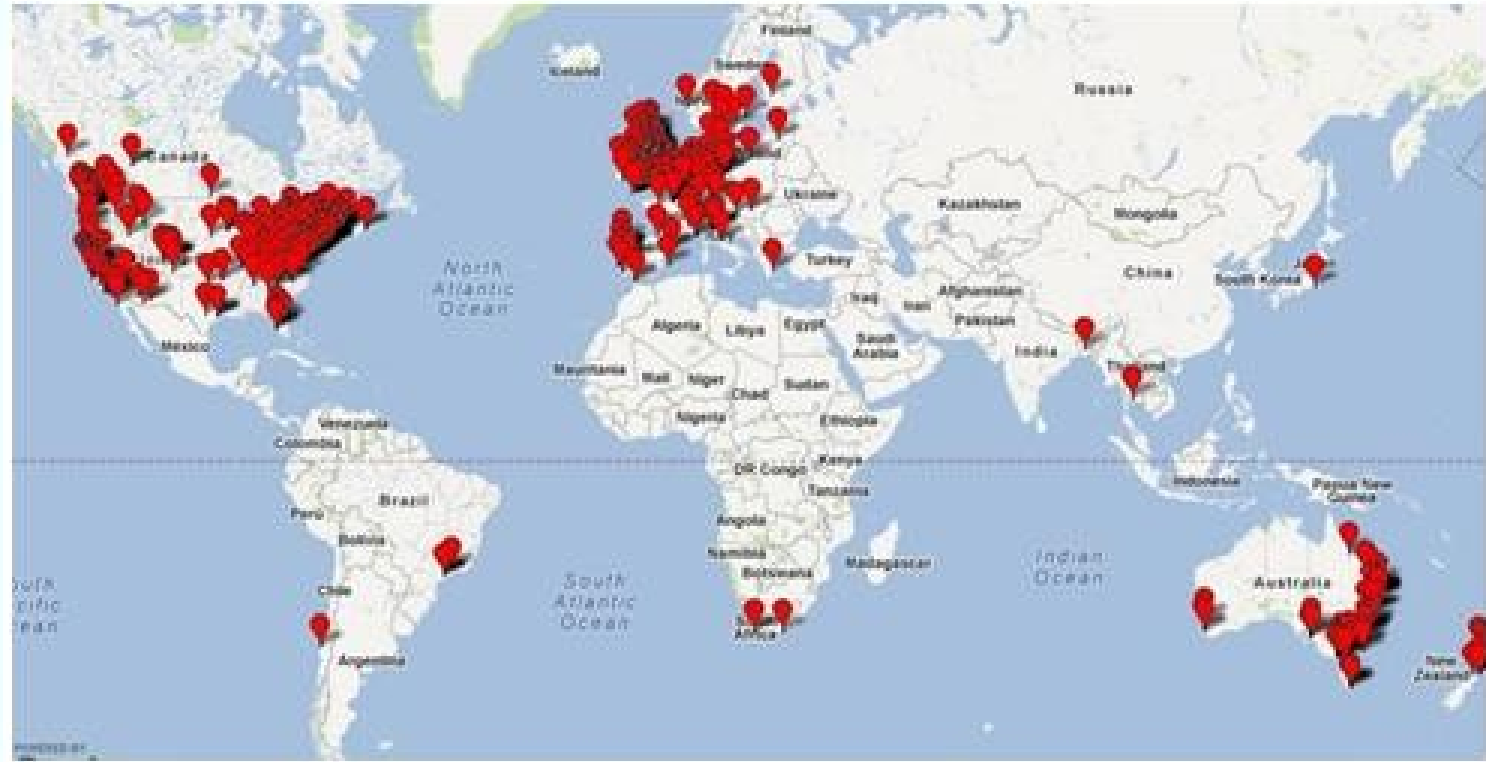 Finland
Iceland
Sweden
Russia
Canada
Ukraine
Kazakhstan
Mongolia
North
Atlantic
Ocean
Turkey
China
South Korea
Iraq
Iran
Afghanistan
Pakistan
Algeria
Libya
Egypt
Saudi
Arabia
India
Mexico
Thailand
Mauritania
Mali
Niger
Chad
Sudan
Nigeria
Ethiopia
Venezuela
Colombia
DR Congo
Kenya
Tanzania
Indonesia
Papua New
Guinea
Brazil
Peru
Angola
Bolivia
Namibia
Botswana
Madagascar
Indian
Ocean
South
Atlantic
Ocean
Australia
Chile
Africa
Argentina
New
Zealand
POWERED BY